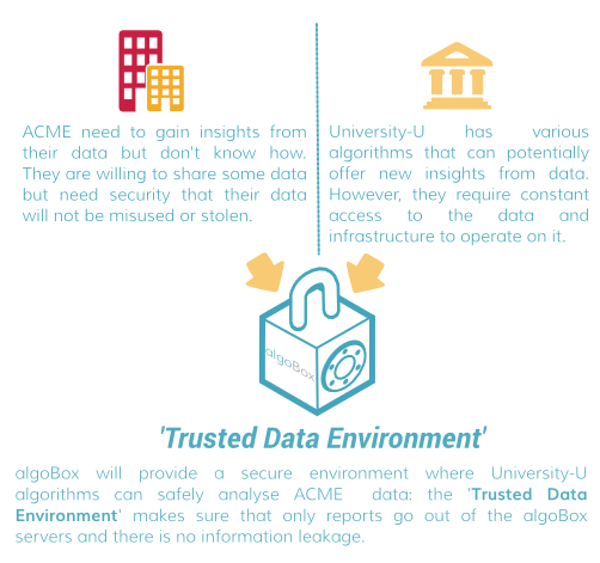 ACME need to gain insights from
their data but don't know how.
They are willing to share some data
but need security that their data
will not be misused or stolen.
University-U has various
algorithms that can potentially
offer new insights from data.
However, they require constant
access to the data and
infrastructure to operate on it.
algoBox
'Trusted Data Environment'
algoBox will provide a secure environment where University-U
algorithms can safely analyse ACME data: the 'Trusted Data
Environment' makes sure that only reports go out of the algoBox
servers and there is no information leakage.